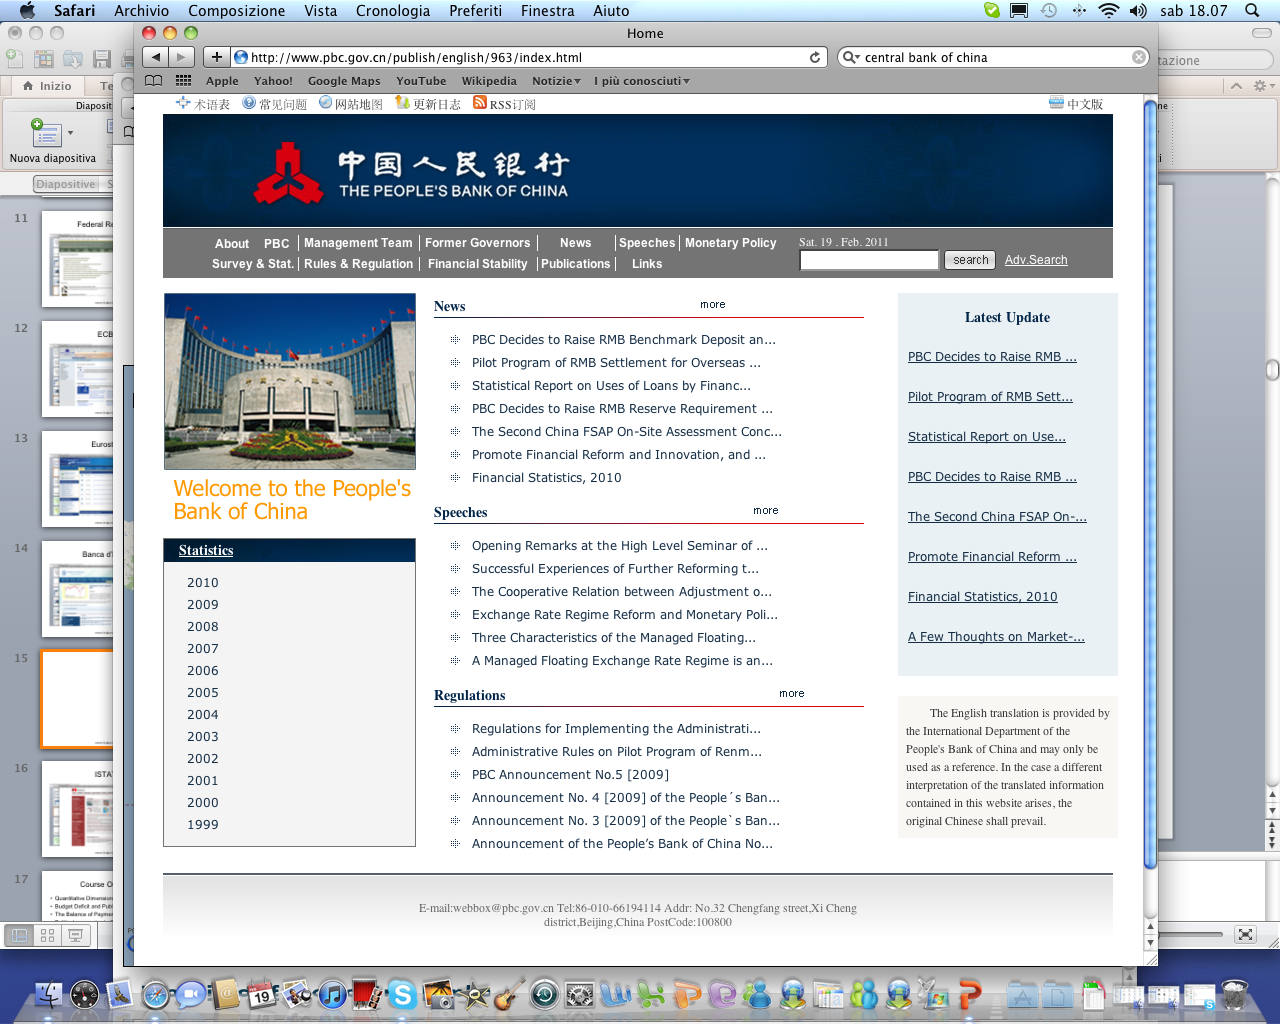 Safari Archivio Composizione Vista Cronologia Preferiti Finestra Aiuto sab 18.07
Home
http://www.pbc.gov.cn/publish/english/963/index.html central bank of china
Apple Yahoo! Google Maps YouTube Wikipedia Notizie I più conosciuti
术语表 常见问题 网站地图 更新日志 RSS订阅 中文版
中国人民银行
THE PEOPLE'S BANK OF CHINA
About PBC Management Team Former Governors News Speeches Monetary Policy
Survey & Stat. Rules & Regulation Financial Stability Publications Links
Sat. 19 . Feb. 2011
search Adv.Search
Welcome to the People's
Bank of China
Statistics
2010
2009
2008
2007
2006
2005
2004
2003
2002
2001
2000
1999
News more
PBC Decides to Raise RMB Benchmark Deposit an...
Pilot Program of RMB Settlement for Overseas ...
Statistical Report on Uses of Loans by Financ...
PBC Decides to Raise RMB Reserve Requirement ...
The Second China FSAP On-Site Assessment Conc...
Promote Financial Reform and Innovation, and ...
Financial Statistics, 2010
Speeches more
Opening Remarks at the High Level Seminar of ...
Successful Experiences of Further Reforming t...
The Cooperative Relation between Adjustment o...
Exchange Rate Regime Reform and Monetary Poli...
Three Characteristics of the Managed Floating...
A Managed Floating Exchange Rate Regime is an...
Regulations more
Regulations for Implementing the Administrati...
Administrative Rules on Pilot Program of Renm...
PBC Announcement No.5 [2009]
Announcement No. 4 [2009] of the People´s Ban...
Announcement No. 3 [2009] of the People`s Ban...
Announcement of the People’s Bank of China No...
Latest Update
PBC Decides to Raise RMB ...
Pilot Program of RMB Sett...
Statistical Report on Use...
PBC Decides to Raise RMB ...
The Second China FSAP On-...
Promote Financial Reform ...
Financial Statistics, 2010
A Few Thoughts on Market-...
The English translation is provided by
the International Department of the
People's Bank of China and may only be
used as a reference. In the case a different
interpretation of the translated information
contained in this website arises, the
original Chinese shall prevail.
E-mail:webbox@pbc.gov.cn Tel:86-010-66194114 Addr: No.32 Chengfang street,Xi Cheng
district,Beijing,China PostCode:100800
Inizio
Nuova diapositiva
Diapositive
11
Federal Re
12
ECB
13
Eurost
14
Banca d'I
15
16
ISTAT
17
Course O
Quantitative Dimension
Budget Deficit and Publi
The Balance of Payme
19